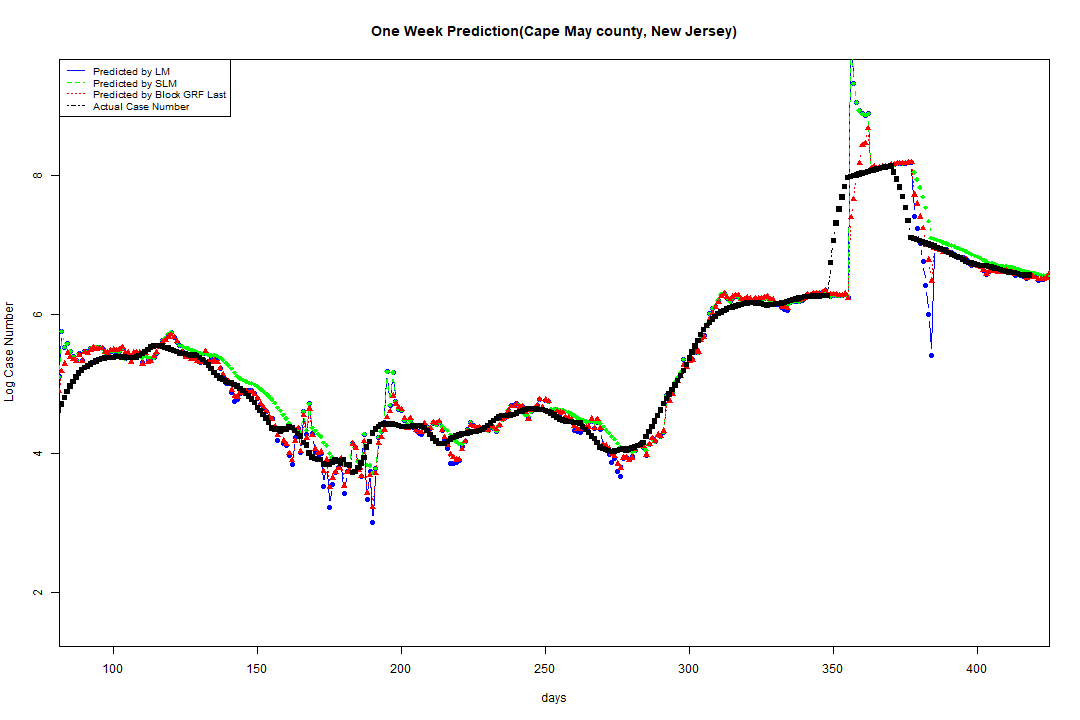 One Week Prediction(Cape May county, New Jersey)
Predicted by LM
Predicted by SLM
Predicted by Block GRF Last
Actual Case Number
Log Case Number
8
6
4
2
100 150 200 250 300 350 400
days